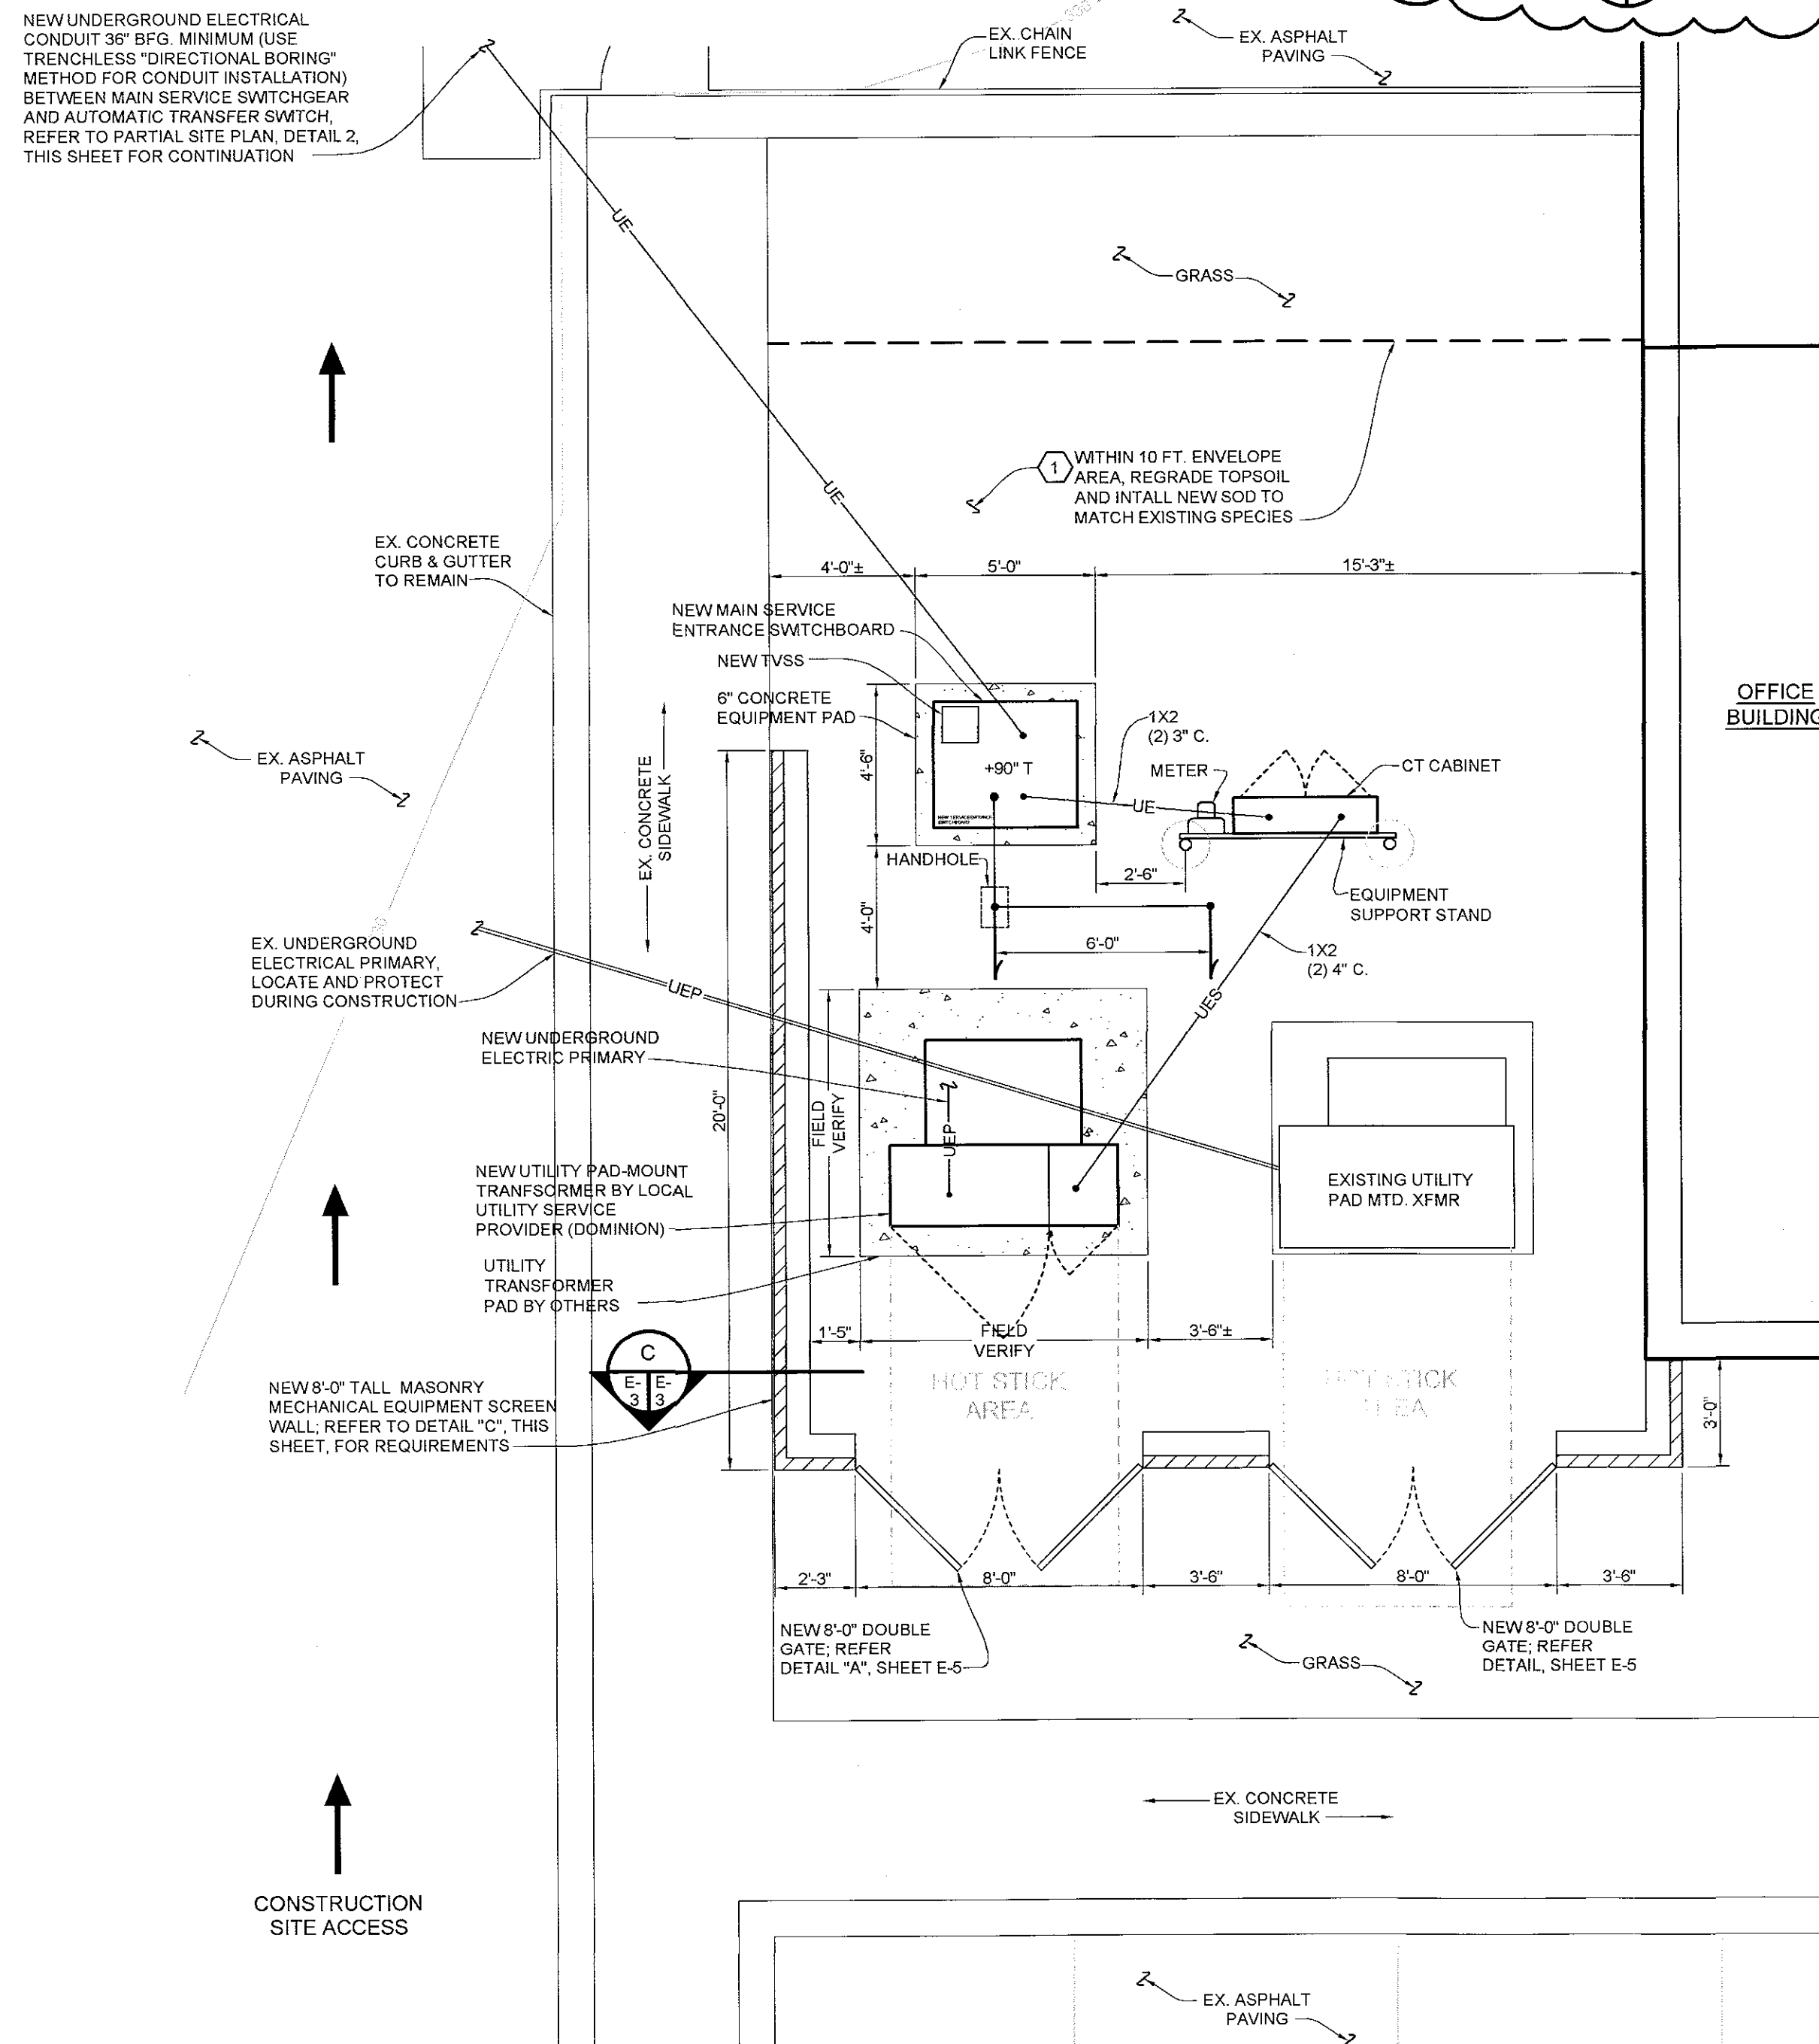 NEW UNDERGROUND ELECTRICAL
CONDUIT 36" BFG. MINIMUM (USE
TRENCHLESS "DIRECTIONAL BORING"
METHOD FOR CONDUIT INSTALLATION)
BETWEEN MAIN SERVICE SWITCHGEAR
AND AUTOMATIC TRANSFER SWITCH,
REFER TO PARTIAL SITE PLAN, DETAIL 2,
THIS SHEET FOR CONTINUATION
EX. CHAIN
LINK FENCE
EX. ASPHALT
PAVING
UE
GRASS
UE
1
WITHIN 10 FT. ENVELOPE
AREA, REGRADE TOPSOIL
AND INTALL NEW SOD TO
MATCH EXISTING SPECIES
EX. CONCRETE
CURB & GUTTER
TO REMAIN
4'-0"±
5'-0"
15'-3"±
NEW MAIN SERVICE
ENTRANCE SWITCHBOARD
NEW TVSS
6" CONCRETE
EQUIPMENT PAD
OFFICE
BUILDING
EX. ASPHALT
PAVING
EX. CONCRETE
SIDEWALK
4'-6"
+90" T
NEW SERVICE ENTRANCE
SWITCHBOARD
1X2
(2) 3" C.
METER
CT CABINET
UE
HANDHOLE
2'-6"
EQUIPMENT
SUPPORT STAND
4'-0"
6'-0"
1X2
(2) 4" C.
EX. UNDERGROUND
ELECTRICAL PRIMARY,
LOCATE AND PROTECT
DURING CONSTRUCTION
UEP
UES
NEW UNDERGROUND
ELECTRIC PRIMARY
20'-0"
FIELD
VERIFY
UEP
NEW UTILITY PAD-MOUNT
TRANFSORMER BY LOCAL
UTILITY SERVICE
PROVIDER (DOMINION)
EXISTING UTILITY
PAD MTD. XFMR
UTILITY
TRANSFORMER
PAD BY OTHERS
1'-5"
FIELD
VERIFY
3'-6"±
C
E-
3
E-
3
HOT STICK
AREA
HOT STICK
AREA
NEW 8'-0" TALL MASONRY
MECHANICAL EQUIPMENT SCREEN
WALL; REFER TO DETAIL "C", THIS
SHEET, FOR REQUIREMENTS
3'-0"
2'-3"
8'-0"
3'-6"
8'-0"
3'-6"
NEW 8'-0" DOUBLE
GATE; REFER
DETAIL "A", SHEET E-5
GRASS
NEW 8'-0" DOUBLE
GATE; REFER
DETAIL, SHEET E-5
EX. CONCRETE
SIDEWALK
CONSTRUCTION
SITE ACCESS
EX. ASPHALT
PAVING